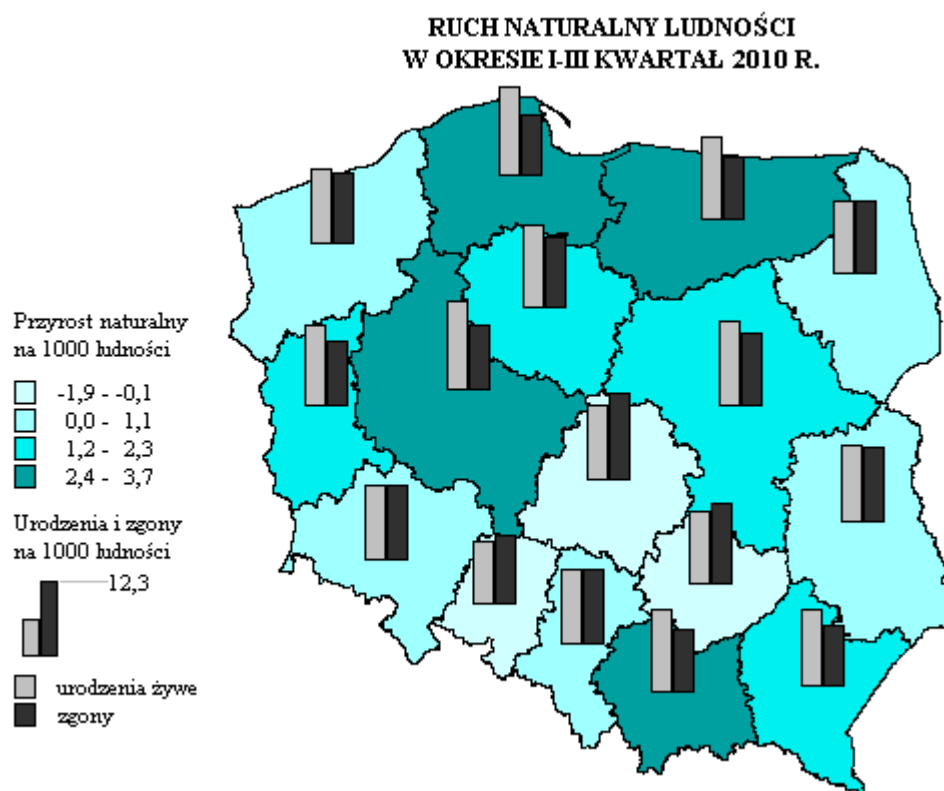 RUCH NATURALNY LUDNOŚCI
W OKRESIE I-III KWARTAŁ 2010 R.
Przyrost naturalny
na 1000 ludności
-1,9 - -0,1
0,0 - 1,1
1,2 - 2,3
2,4 - 3,7
Urodzenia i zgony
na 1000 ludności
12,3
urodzenia żywe
zgony